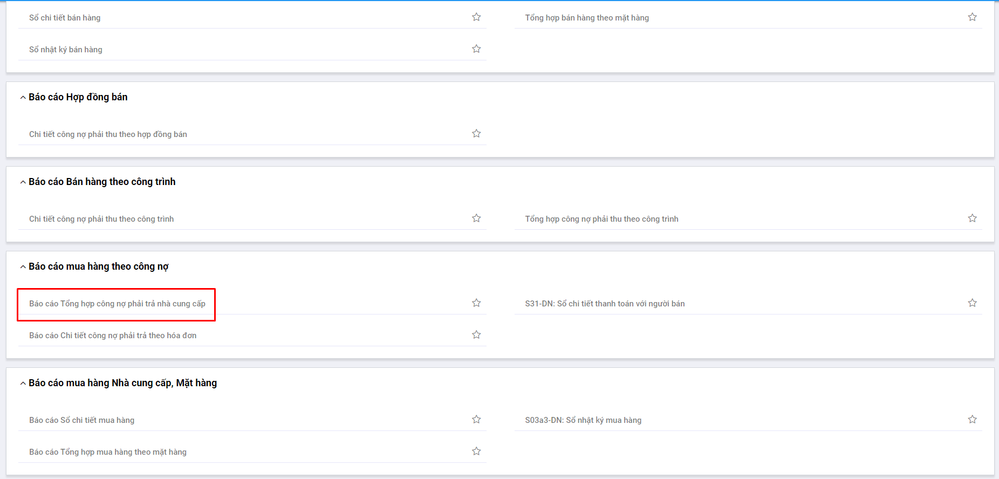 Sổ chi tiết bán hàng
Tổng hợp bán hàng theo mặt hàng
Sổ nhật ký bán hàng
Báo cáo Hợp đồng bán
Chi tiết công nợ phải thu theo hợp đồng bán
Báo cáo Bán hàng theo công trình
Chi tiết công nợ phải thu theo công trình
Tổng hợp công nợ phải thu theo công trình
Báo cáo mua hàng theo công nợ
Báo cáo Tổng hợp công nợ phải trả nhà cung cấp
S31-DN: Sổ chi tiết thanh toán với người bán
Báo cáo Chi tiết công nợ phải trả theo hóa đơn
Báo cáo mua hàng Nhà cung cấp, Mặt hàng
Báo cáo Sổ chi tiết mua hàng
S03a3-DN: Sổ nhật ký mua hàng
Báo cáo Tổng hợp mua hàng theo mặt hàng